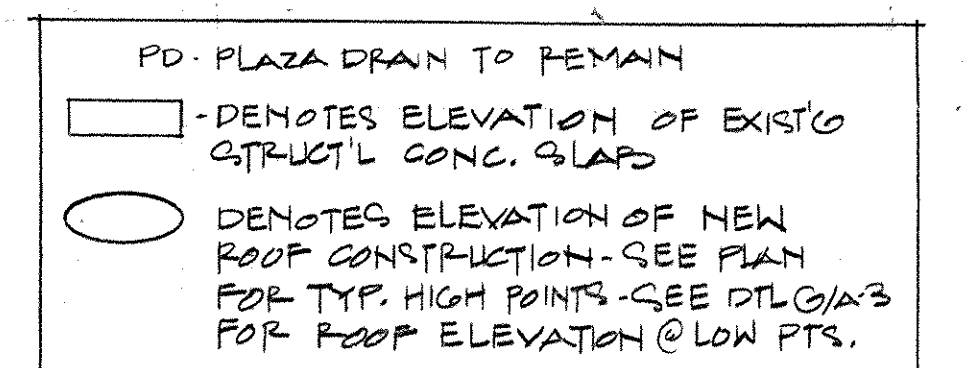 PD - PLAZA DRAIN TO REMAIN
- DENOTES ELEVATION OF EXIST'G
STRUCT'L CONC. SLAB
DENOTES ELEVATION OF NEW
ROOF CONSTRUCTION - SEE PLAN
FOR TYP. HIGH POINTS - SEE DTL G/A-3
FOR ROOF ELEVATION @ LOW PTS.